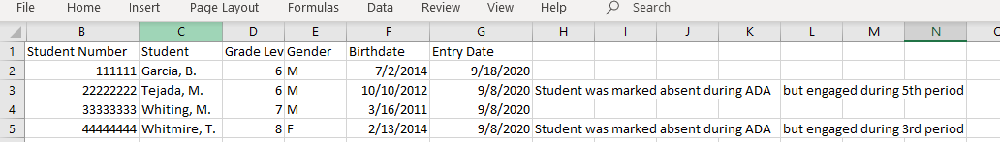 File Home Insert Page Layout Formulas Data Review View Help Search
B C D E F G H I J K L M N
1 Student Number Student Grade Lev Gender Birthdate Entry Date
2 111111 Garcia, B. 6 M 7/2/2014 9/18/2020
3 22222222 Tejada, M. 6 M 10/10/2012 9/8/2020 Student was marked absent during ADA but engaged during 5th period
4 33333333 Whiting, M. 7 M 3/16/2011 9/8/2020
5 44444444 Whitmire, T. 8 F 2/13/2014 9/8/2020 Student was marked absent during ADA but engaged during 3rd period